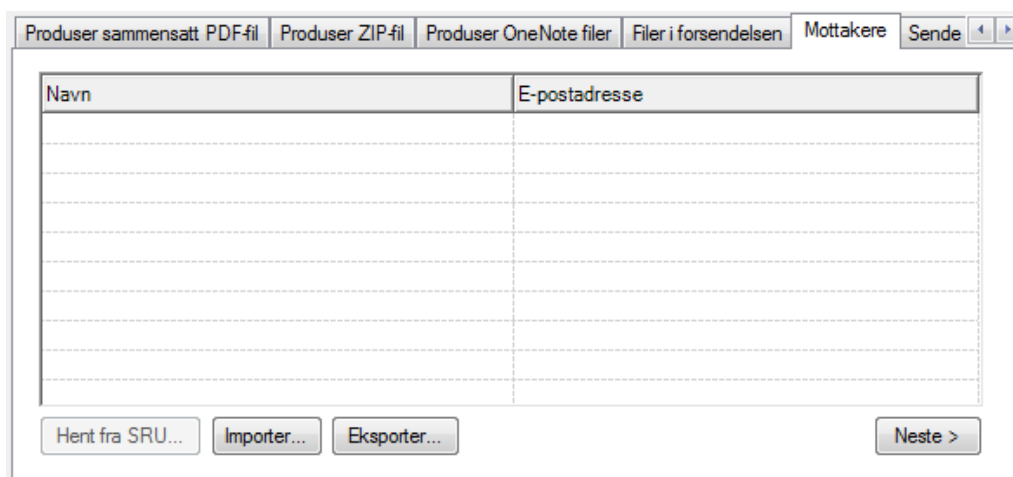 Produser sammensatt PDF-fil Produser ZIP-fil Produser OneNote filer Filer i forsendelsen Mottakere Sende
Navn E-postadresse
Hent fra SRU... Importer... Eksporter... Neste >